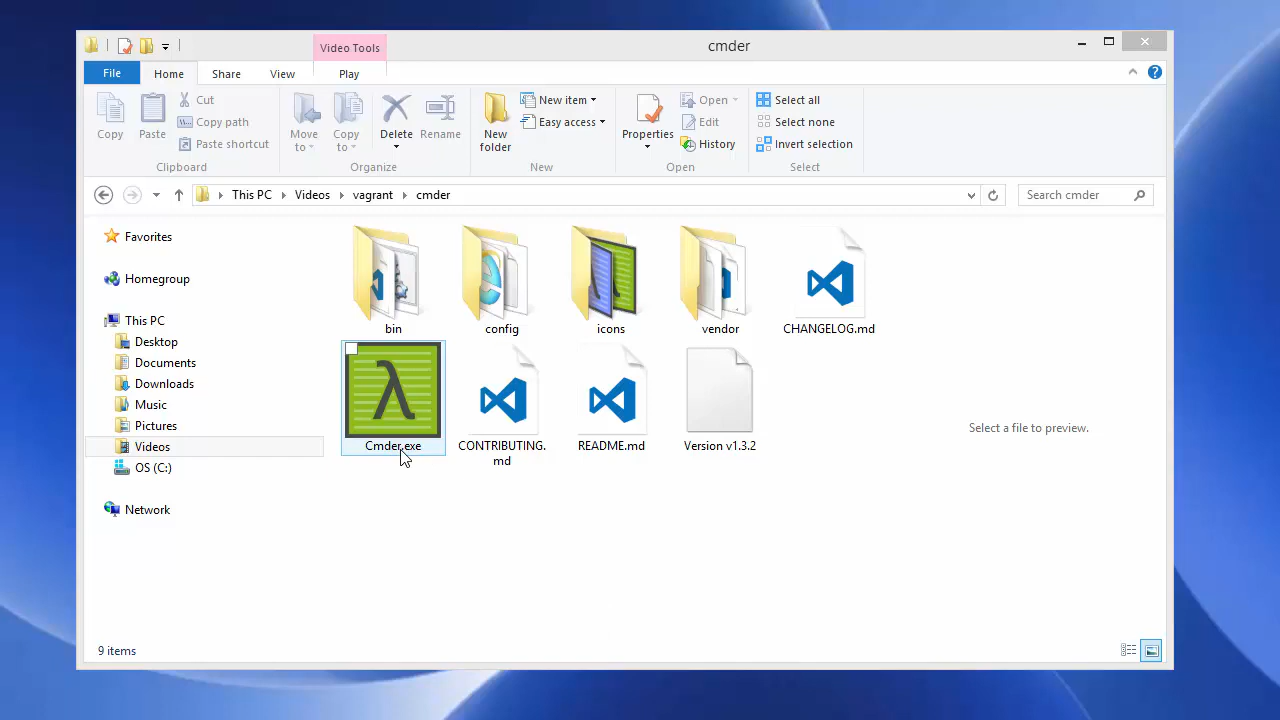 Video Tools
cmder
File
Home
Share
View
Play
Copy
Paste
Cut
Copy path
Paste shortcut
Clipboard
Move
to
Copy
to
Delete
Rename
Organize
New
folder
New item
Easy access
New
Properties
Open
Edit
History
Open
Select all
Select none
Invert selection
Select
This PC
Videos
vagrant
cmder
Search cmder
Favorites
Homegroup
This PC
Desktop
Documents
Downloads
Music
Pictures
Videos
OS (C:)
Network
bin
config
icons
vendor
CHANGELOG.md
Cmder.exe
CONTRIBUTING.
md
README.md
Version v1.3.2
λ
Select a file to preview.
9 items